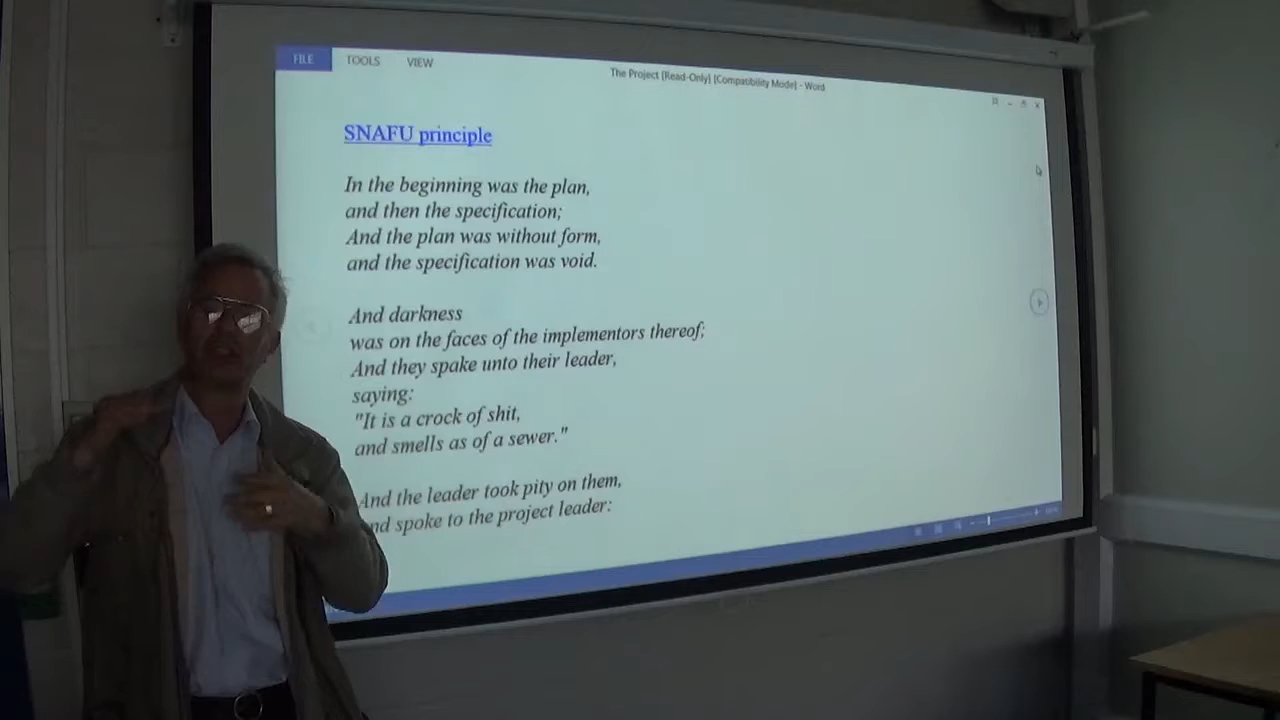 FILE TOOLS VIEW
The Project [Read-Only] [Compatibility Mode] - Word
SNAFU principle
In the beginning was the plan,
and then the specification;
And the plan was without form,
and the specification was void.
And darkness
was on the faces of the implementors thereof;
And they spake unto their leader,
saying:
"It is a crock of shit,
and smells as of a sewer."
And the leader took pity on them,
and spoke to the project leader: